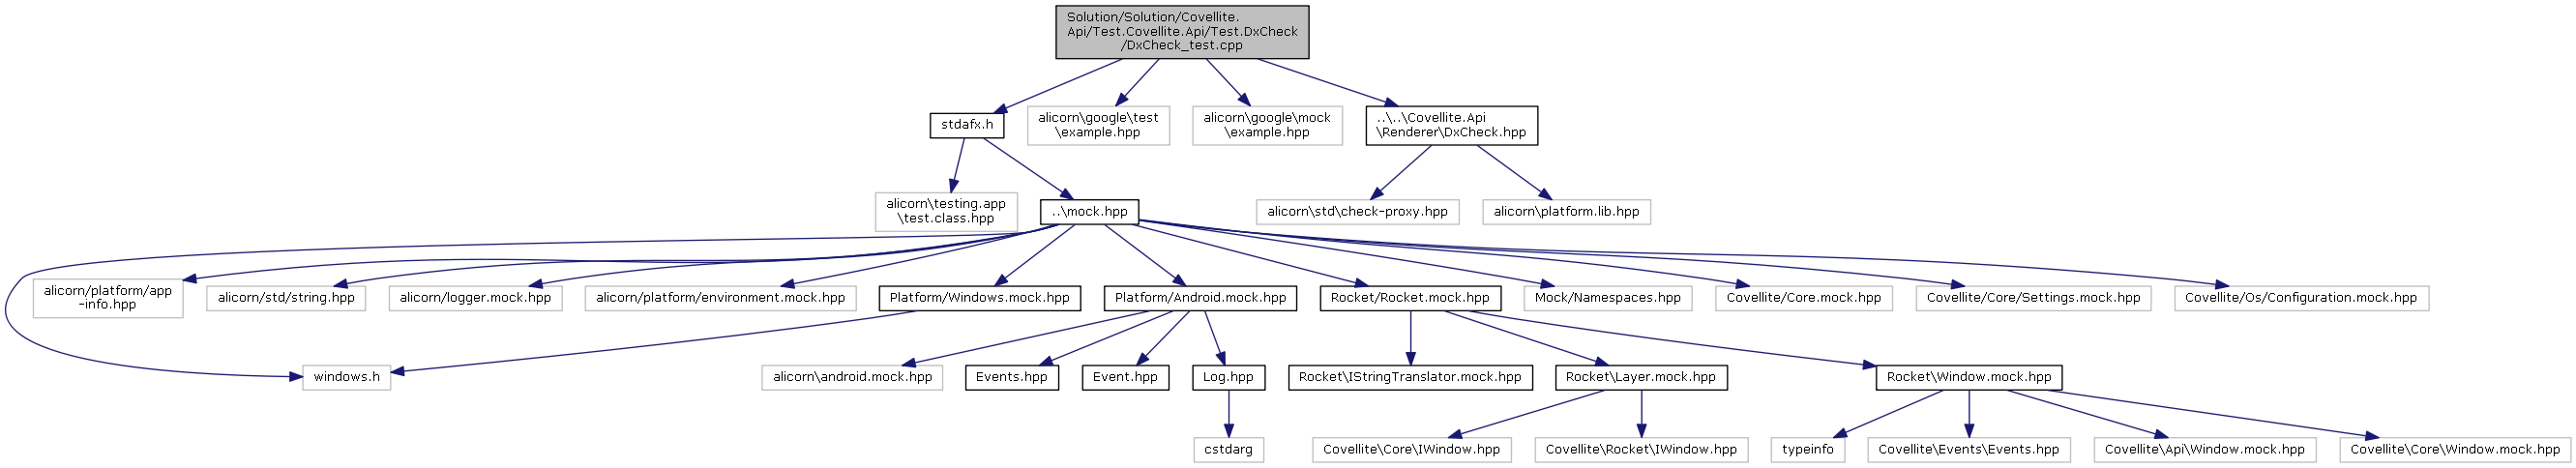 Solution/Solution/Covellite.
Api/Test.Covellite.Api/Test.DxCheck
/DxCheck_test.cpp
stdafx.h
alicorn\google\test
\example.hpp
alicorn\google\mock
\example.hpp
..\..\Covellite.Api
\Renderer\DxCheck.hpp
alicorn\testing.app
\test.class.hpp
..\mock.hpp
alicorn\std\check-proxy.hpp
alicorn\platform.lib.hpp
alicorn/platform/app
-info.hpp
alicorn/std/string.hpp
alicorn/logger.mock.hpp
alicorn/platform/environment.mock.hpp
Platform/Windows.mock.hpp
Platform/Android.mock.hpp
Rocket/Rocket.mock.hpp
Mock/Namespaces.hpp
Covellite/Core.mock.hpp
Covellite/Core/Settings.mock.hpp
Covellite/Os/Configuration.mock.hpp
windows.h
alicorn\android.mock.hpp
Events.hpp
Event.hpp
Log.hpp
Rocket\IStringTranslator.mock.hpp
Rocket\Layer.mock.hpp
Rocket\Window.mock.hpp
cstdarg
Covellite\Core\IWindow.hpp
Covellite\Rocket\IWindow.hpp
typeinfo
Covellite\Events\Events.hpp
Covellite\Api\Window.mock.hpp
Covellite\Core\Window.mock.hpp